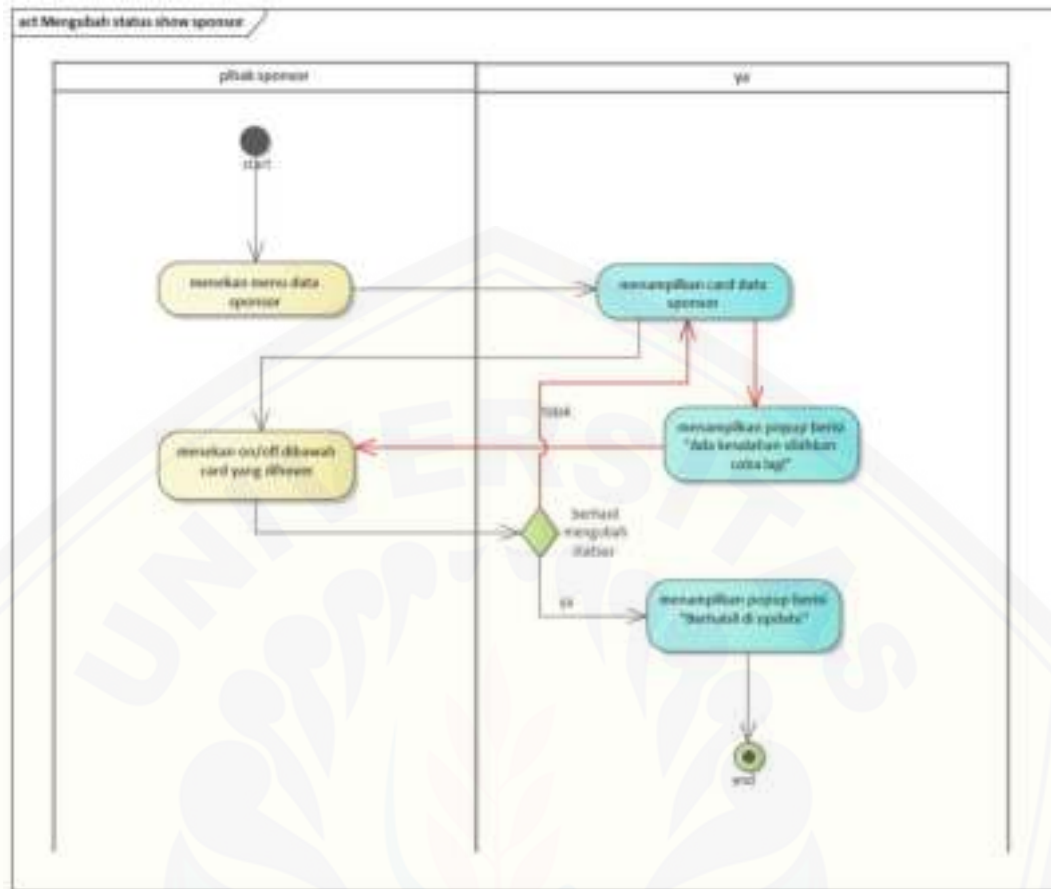 act Mengubah status show sponsor
pihak sponsor
ya
start
menekan menu data
sponsor
menampilkan card data
sponsor
tidak
menekan on/off dibawah
card yang dihover
menampilkan popup berisi
"Ada kesalahan silahkan
coba lagi"
berhasil
mengubah
status
ya
menampilkan popup berisi
"Berhasil di update"
end
UNIVERSITAS